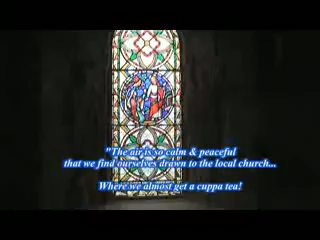 "The air is so calm & peaceful
that we find ourselves drawn to the local church...
Where we almost get a cuppa tea!